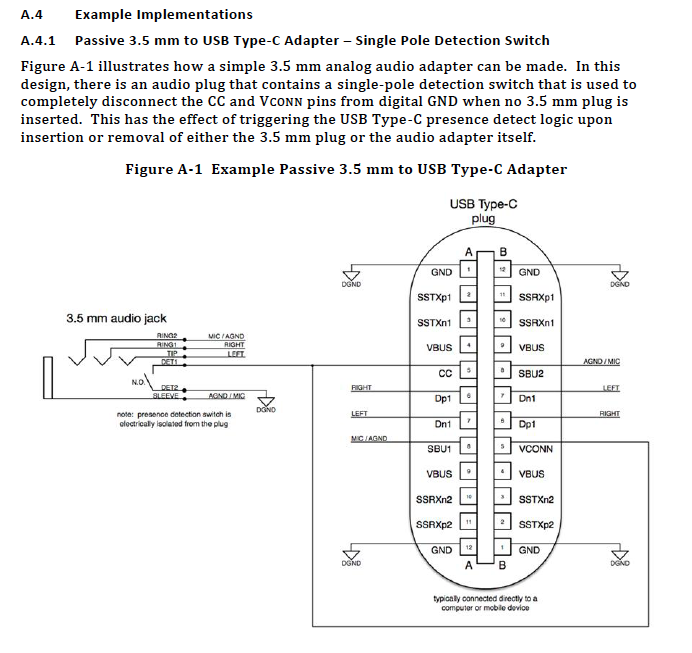 A.4 Example Implementations
A.4.1 Passive 3.5 mm to USB Type-C Adapter – Single Pole Detection Switch
Figure A-1 illustrates how a simple 3.5 mm analog audio adapter can be made. In this
design, there is an audio plug that contains a single-pole detection switch that is used to
completely disconnect the CC and VCONN pins from digital GND when no 3.5 mm plug is
inserted. This has the effect of triggering the USB Type-C presence detect logic upon
insertion or removal of either the 3.5 mm plug or the audio adapter itself.
Figure A-1 Example Passive 3.5 mm to USB Type-C Adapter
USB Type-C
plug
A B
GND 1 12 GND
DGND DGND
SSTXp1 2 11 SSRXp1
SSTXn1 3 10 SSRXn1
VBUS 4 9 VBUS
CC 5 8 SBU2 AGND / MIC
RIGHT Dp1 6 7 Dn1 LEFT
LEFT Dn1 7 6 Dp1 RIGHT
MIC / AGND SBU1 8 5 VCONN
VBUS 9 4 VBUS
SSRXn2 10 3 SSTXn2
SSRXp2 11 2 SSTXp2
GND 12 1 GND
DGND DGND
A B
typically connected directly to a
computer or mobile device
3.5 mm audio jack
RING2 MIC / AGND
RING1 RIGHT
TIP LEFT
DET1
N.O.
DET2
SLEEVE AGND / MIC
DGND
note: presence detection switch is
electrically isolated from the plug